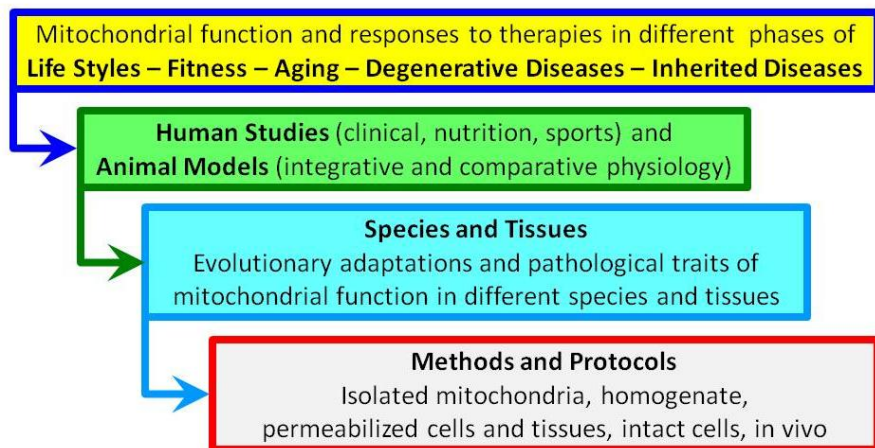 Mitochondrial function and responses to therapies in different phases of
Life Styles – Fitness – Aging – Degenerative Diseases – Inherited Diseases
Human Studies (clinical, nutrition, sports) and
Animal Models (integrative and comparative physiology)
Species and Tissues
Evolutionary adaptations and pathological traits of
mitochondrial function in different species and tissues
Methods and Protocols
Isolated mitochondria, homogenate,
permeabilized cells and tissues, intact cells, in vivo